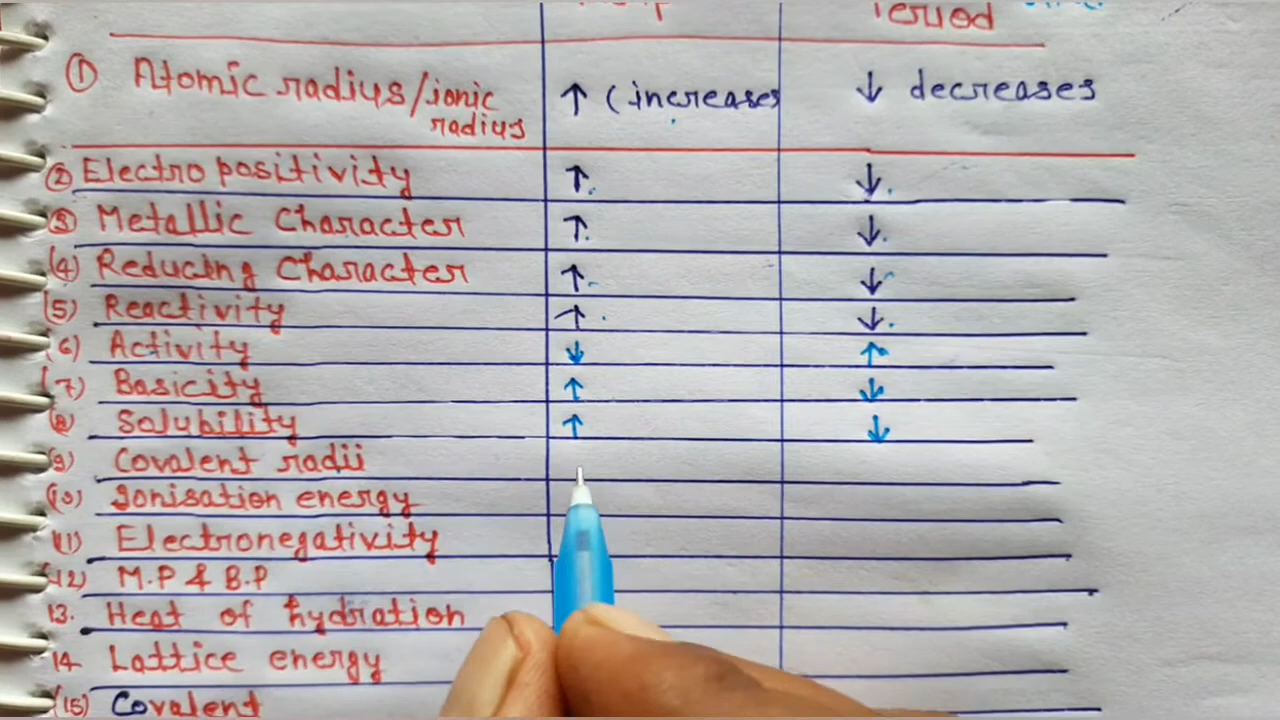 Period
① Atomic radius/ionic radius ↑ (increases ↓ decreases
② Electro positivity ↑ ↓
③ Metallic Character ↑ ↓
(4) Reducing Character ↑ ↓
(5) Reactivity ↑ ↓
(6) Activity ↓ ↑
(7) Basicity ↑ ↓
(8) Solubility ↑ ↓
(9) Covalent radii
(10) Ionisation energy
(11) Electronegativity
(12) M.P & B.P
13. Heat of hydration
14 Lattice energy
(15) Covalent